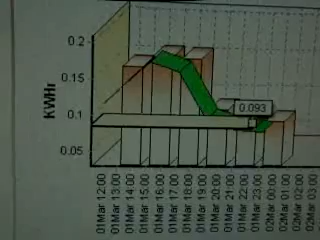 KWHr
0.2
0.15
0.1
0.05
0.093
01Mar 12:00
01Mar 13:00
01Mar 14:00
01Mar 15:00
01Mar 16:00
01Mar 17:00
01Mar 18:00
01Mar 19:00
01Mar 20:00
01Mar 21:00
01Mar 22:00
01Mar 23:00
02Mar 00:00
02Mar 01:00
02Mar 02:00
02Mar 03:00